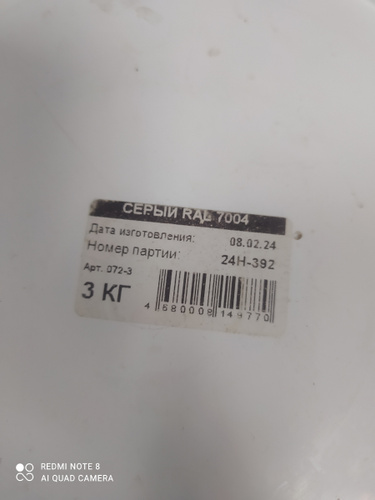 СЕРЫЙ RAL 7004
Дата изготовления: 08.02.24
Номер партии: 24Н-392
Арт. 072-3
3 КГ
4 680008 149770
REDMI NOTE 8
AI QUAD CAMERA